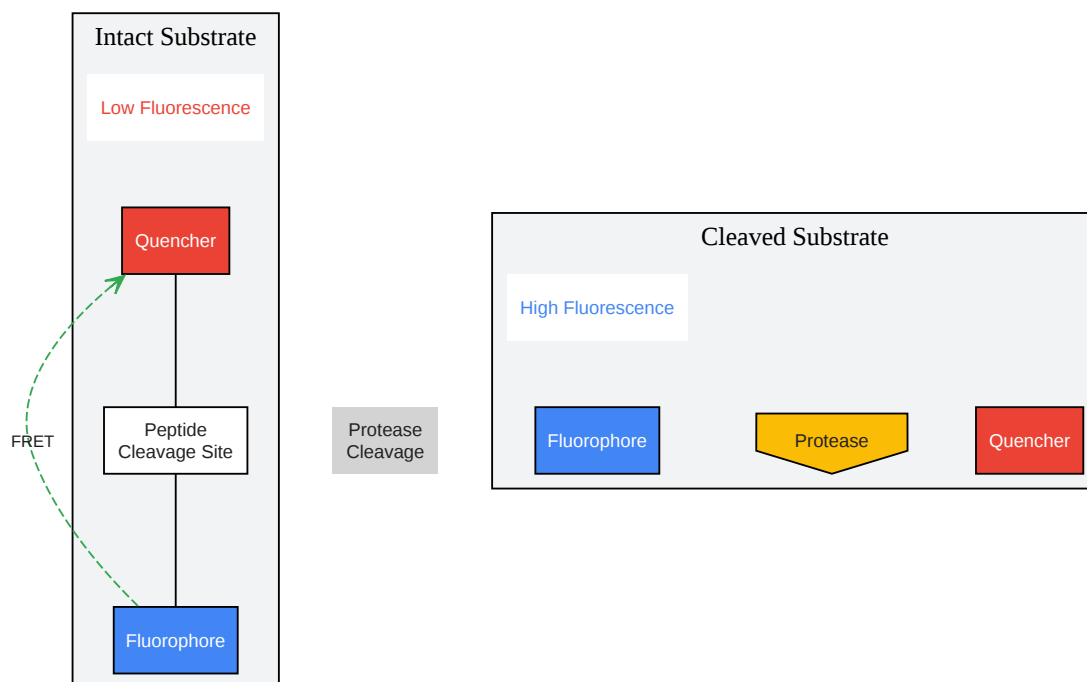 Intact Substrate
Low Fluorescence
Quencher
FRET
Peptide
Cleavage Site
Fluorophore
Protease
Cleavage
Cleaved Substrate
High Fluorescence
Fluorophore
Protease
Quencher